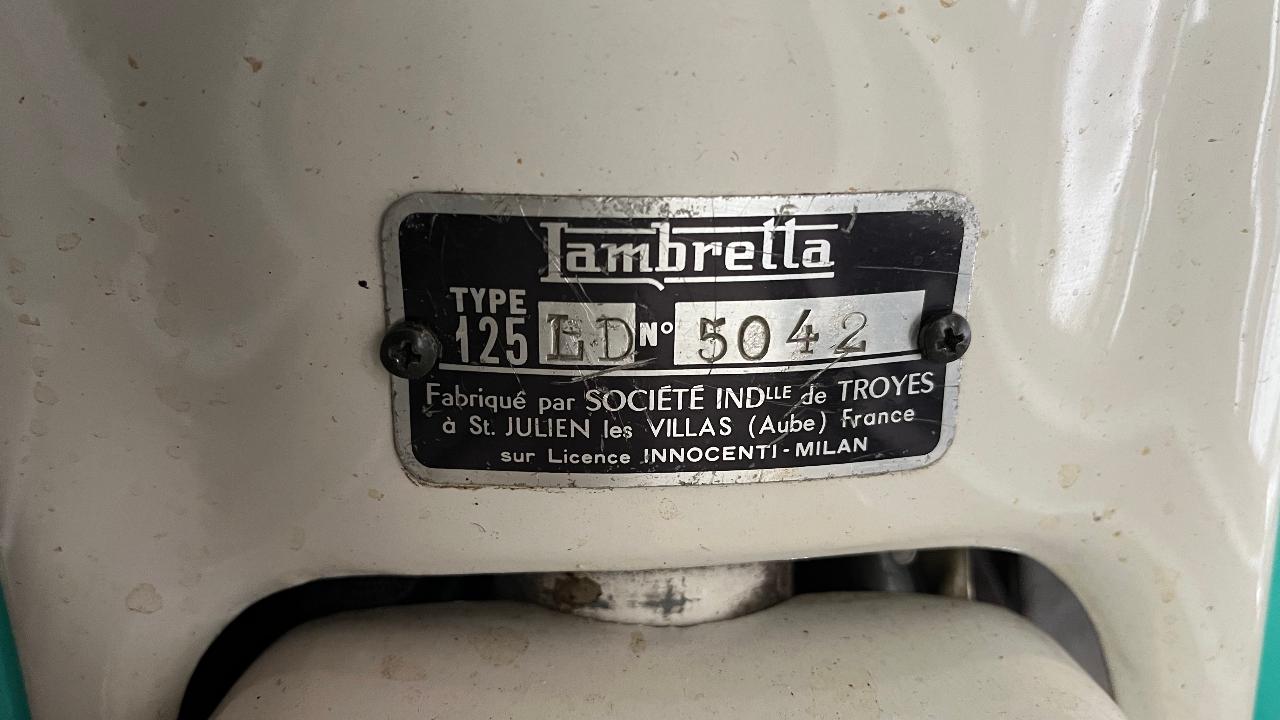 Lambretta
TYPE
125 LD N° 5042
Fabriqué par SOCIÉTÉ INDLLE de TROYES
à St. JULIEN les VILLAS (Aube) France
sur Licence INNOCENTI - MILAN